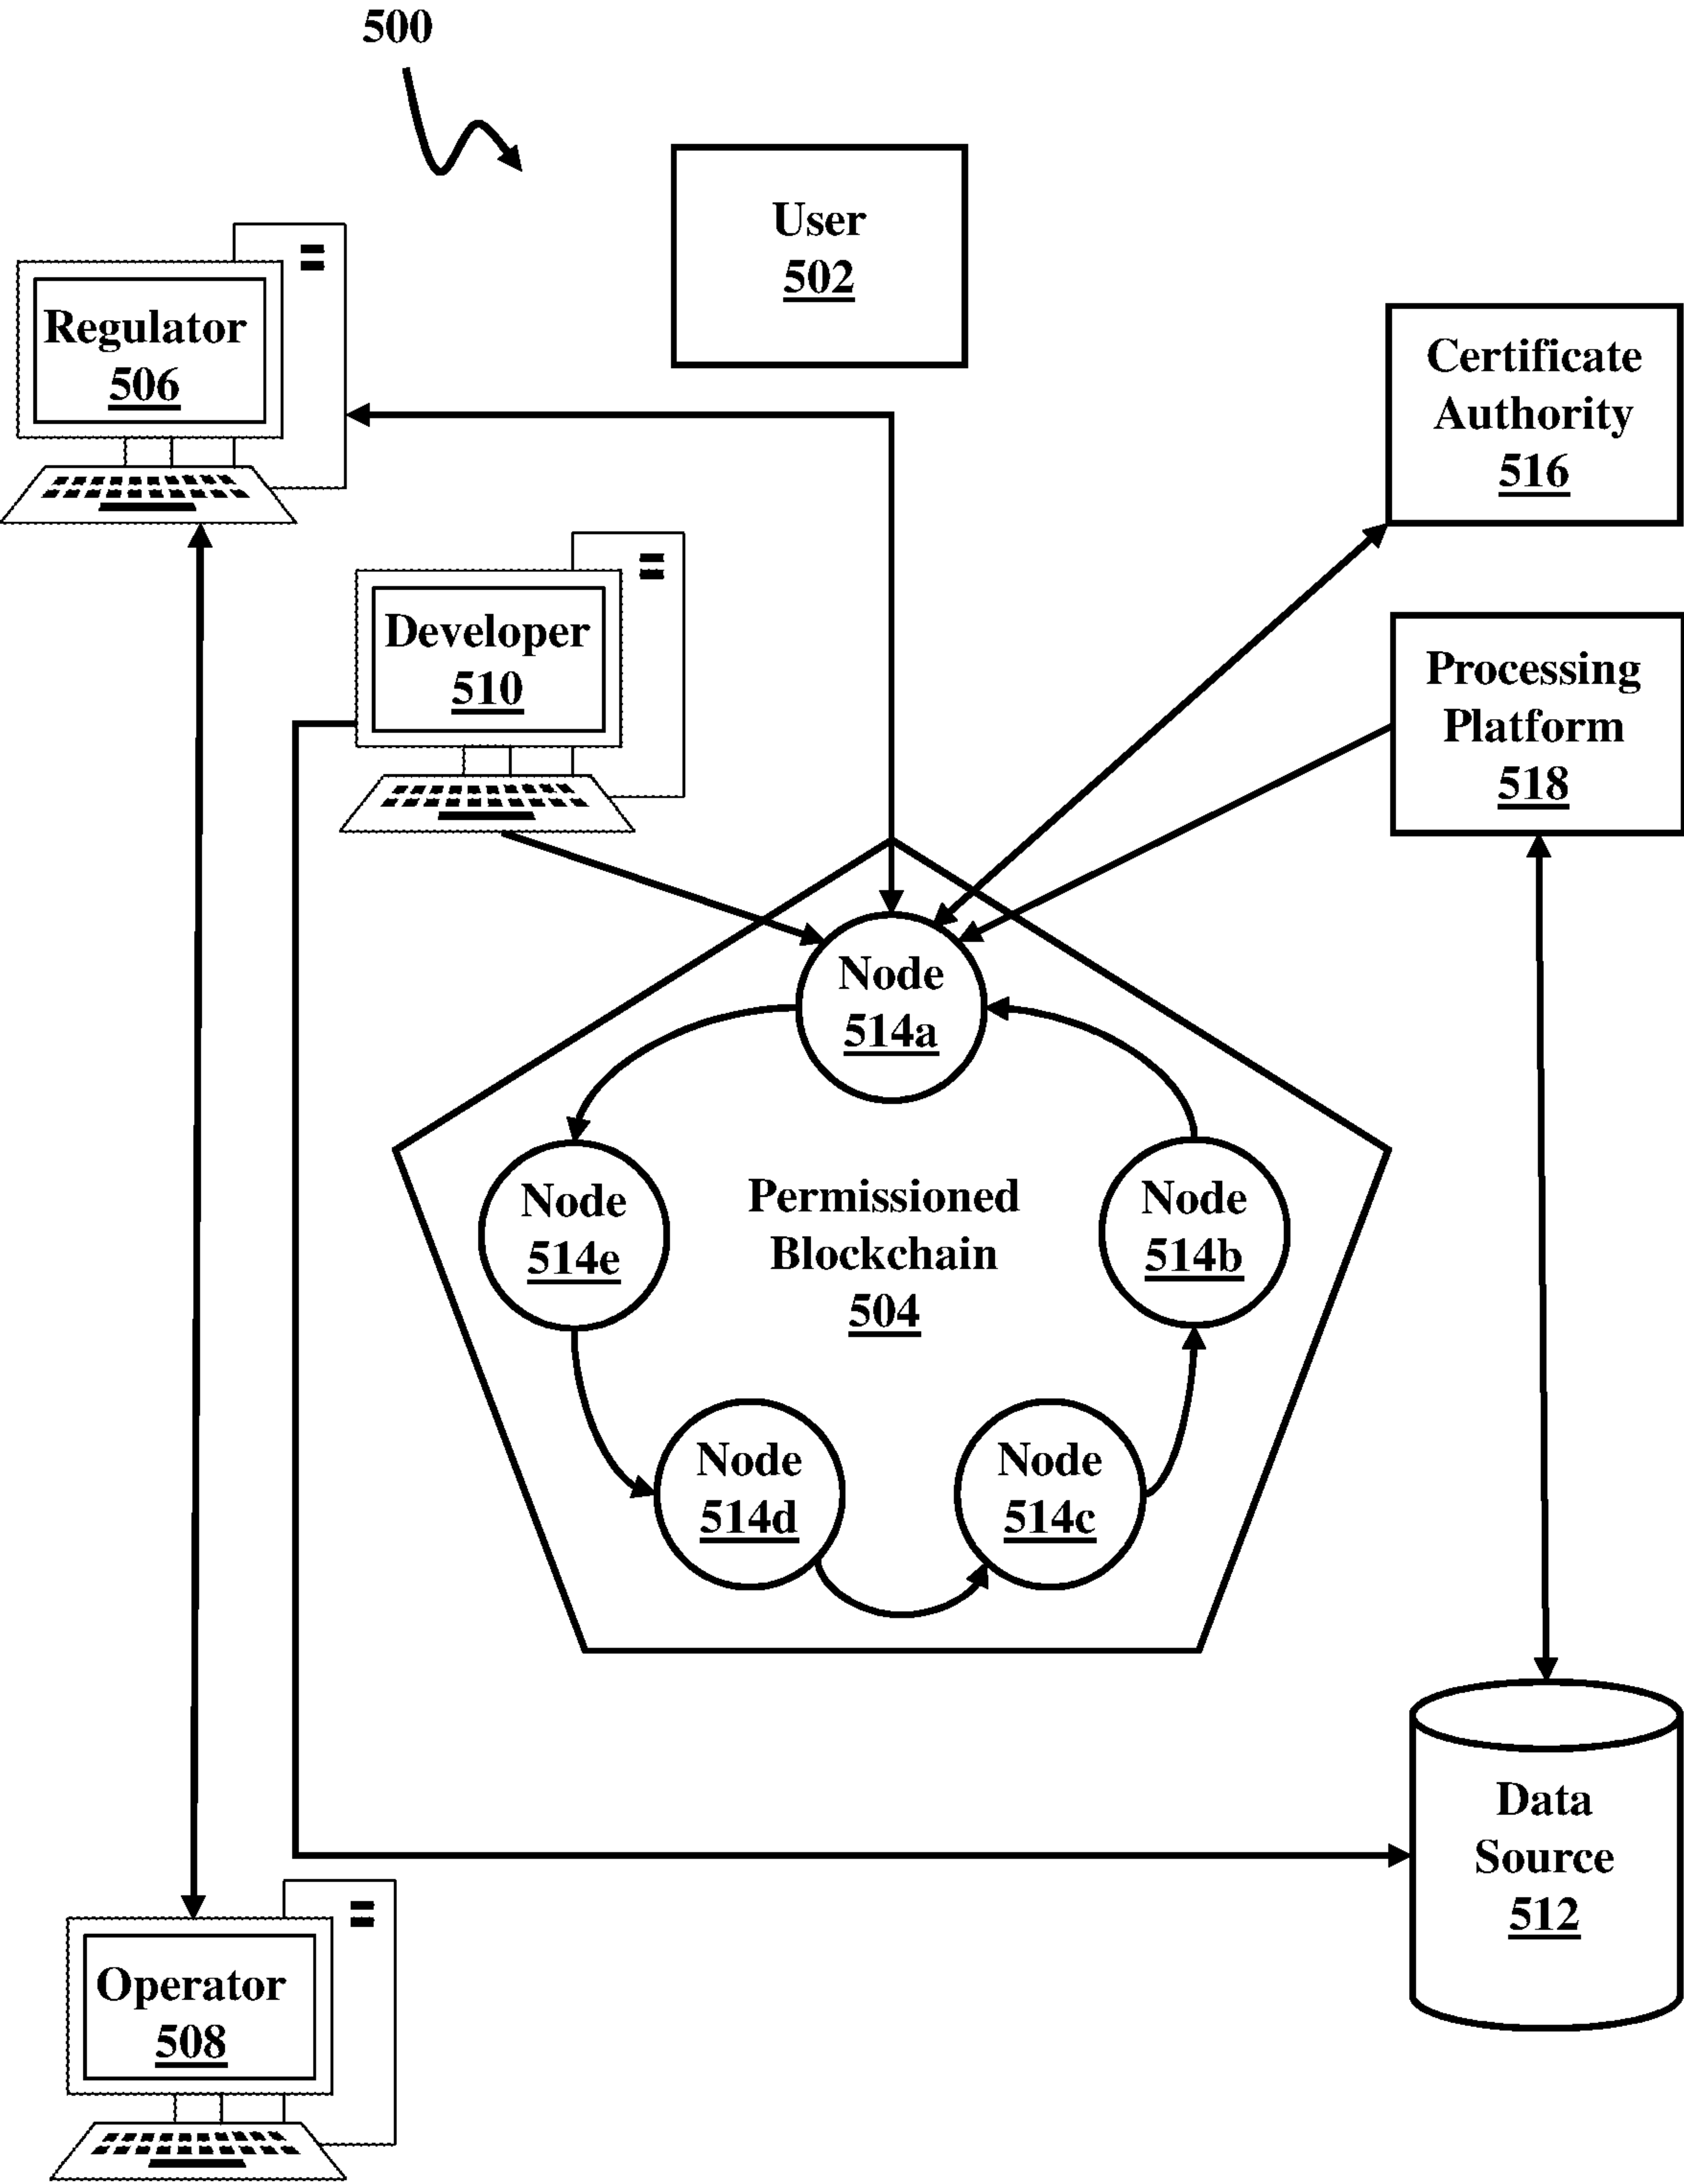 500
User
502
Regulator
506
Certificate
Authority
516
Developer
510
Processing
Platform
518
Node
514a
Node
514e
Permissioned
Blockchain
504
Node
514b
Node
514d
Node
514c
Data
Source
512
Operator
508